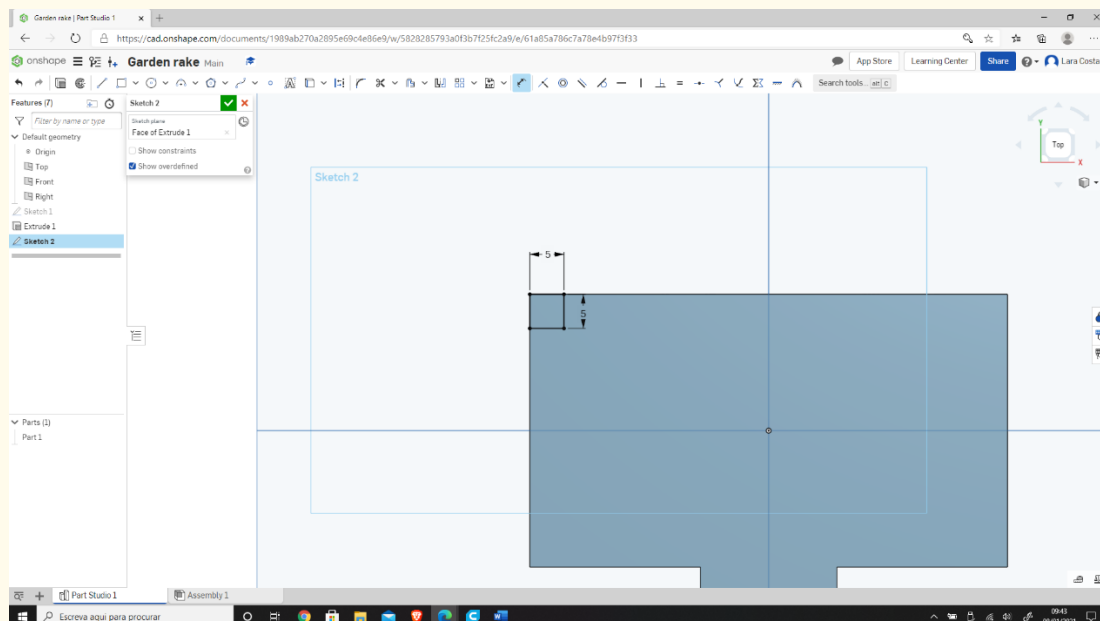 Garden rake | Part Studio 1
https://cad.onshape.com/documents/1989ab270a2895e69c4e86e9/w/5828285793a0f3b7f25fc2a9/e/61a85a786c7a78e4b97f3f33
onshape Garden rake Main App Store Learning Center Share Lara Costa
Search tools... alt c
Features (7)
Filter by name or type
Default geometry
Origin
Top
Front
Right
Sketch 1
Extrude 1
Sketch 2
Sketch 2
Sketch plane
Face of Extrude 1
Show constraints
Show overdefined
Sketch 2
5
5
Y
Top
X
Parts (1)
Part 1
Part Studio 1 Assembly 1
Escreva aqui para procurar
09:43